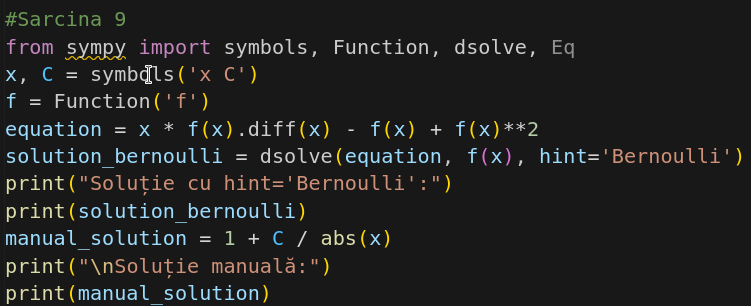 #Sarcina 9
from sympy import symbols, Function, dsolve, Eq
x, C = symbols('x C')
f = Function('f')
equation = x * f(x).diff(x) - f(x) + f(x)**2
solution_bernoulli = dsolve(equation, f(x), hint='Bernoulli')
print("Soluție cu hint='Bernoulli':")
print(solution_bernoulli)
manual_solution = 1 + C / abs(x)
print("\nSoluție manuală:")
print(manual_solution)